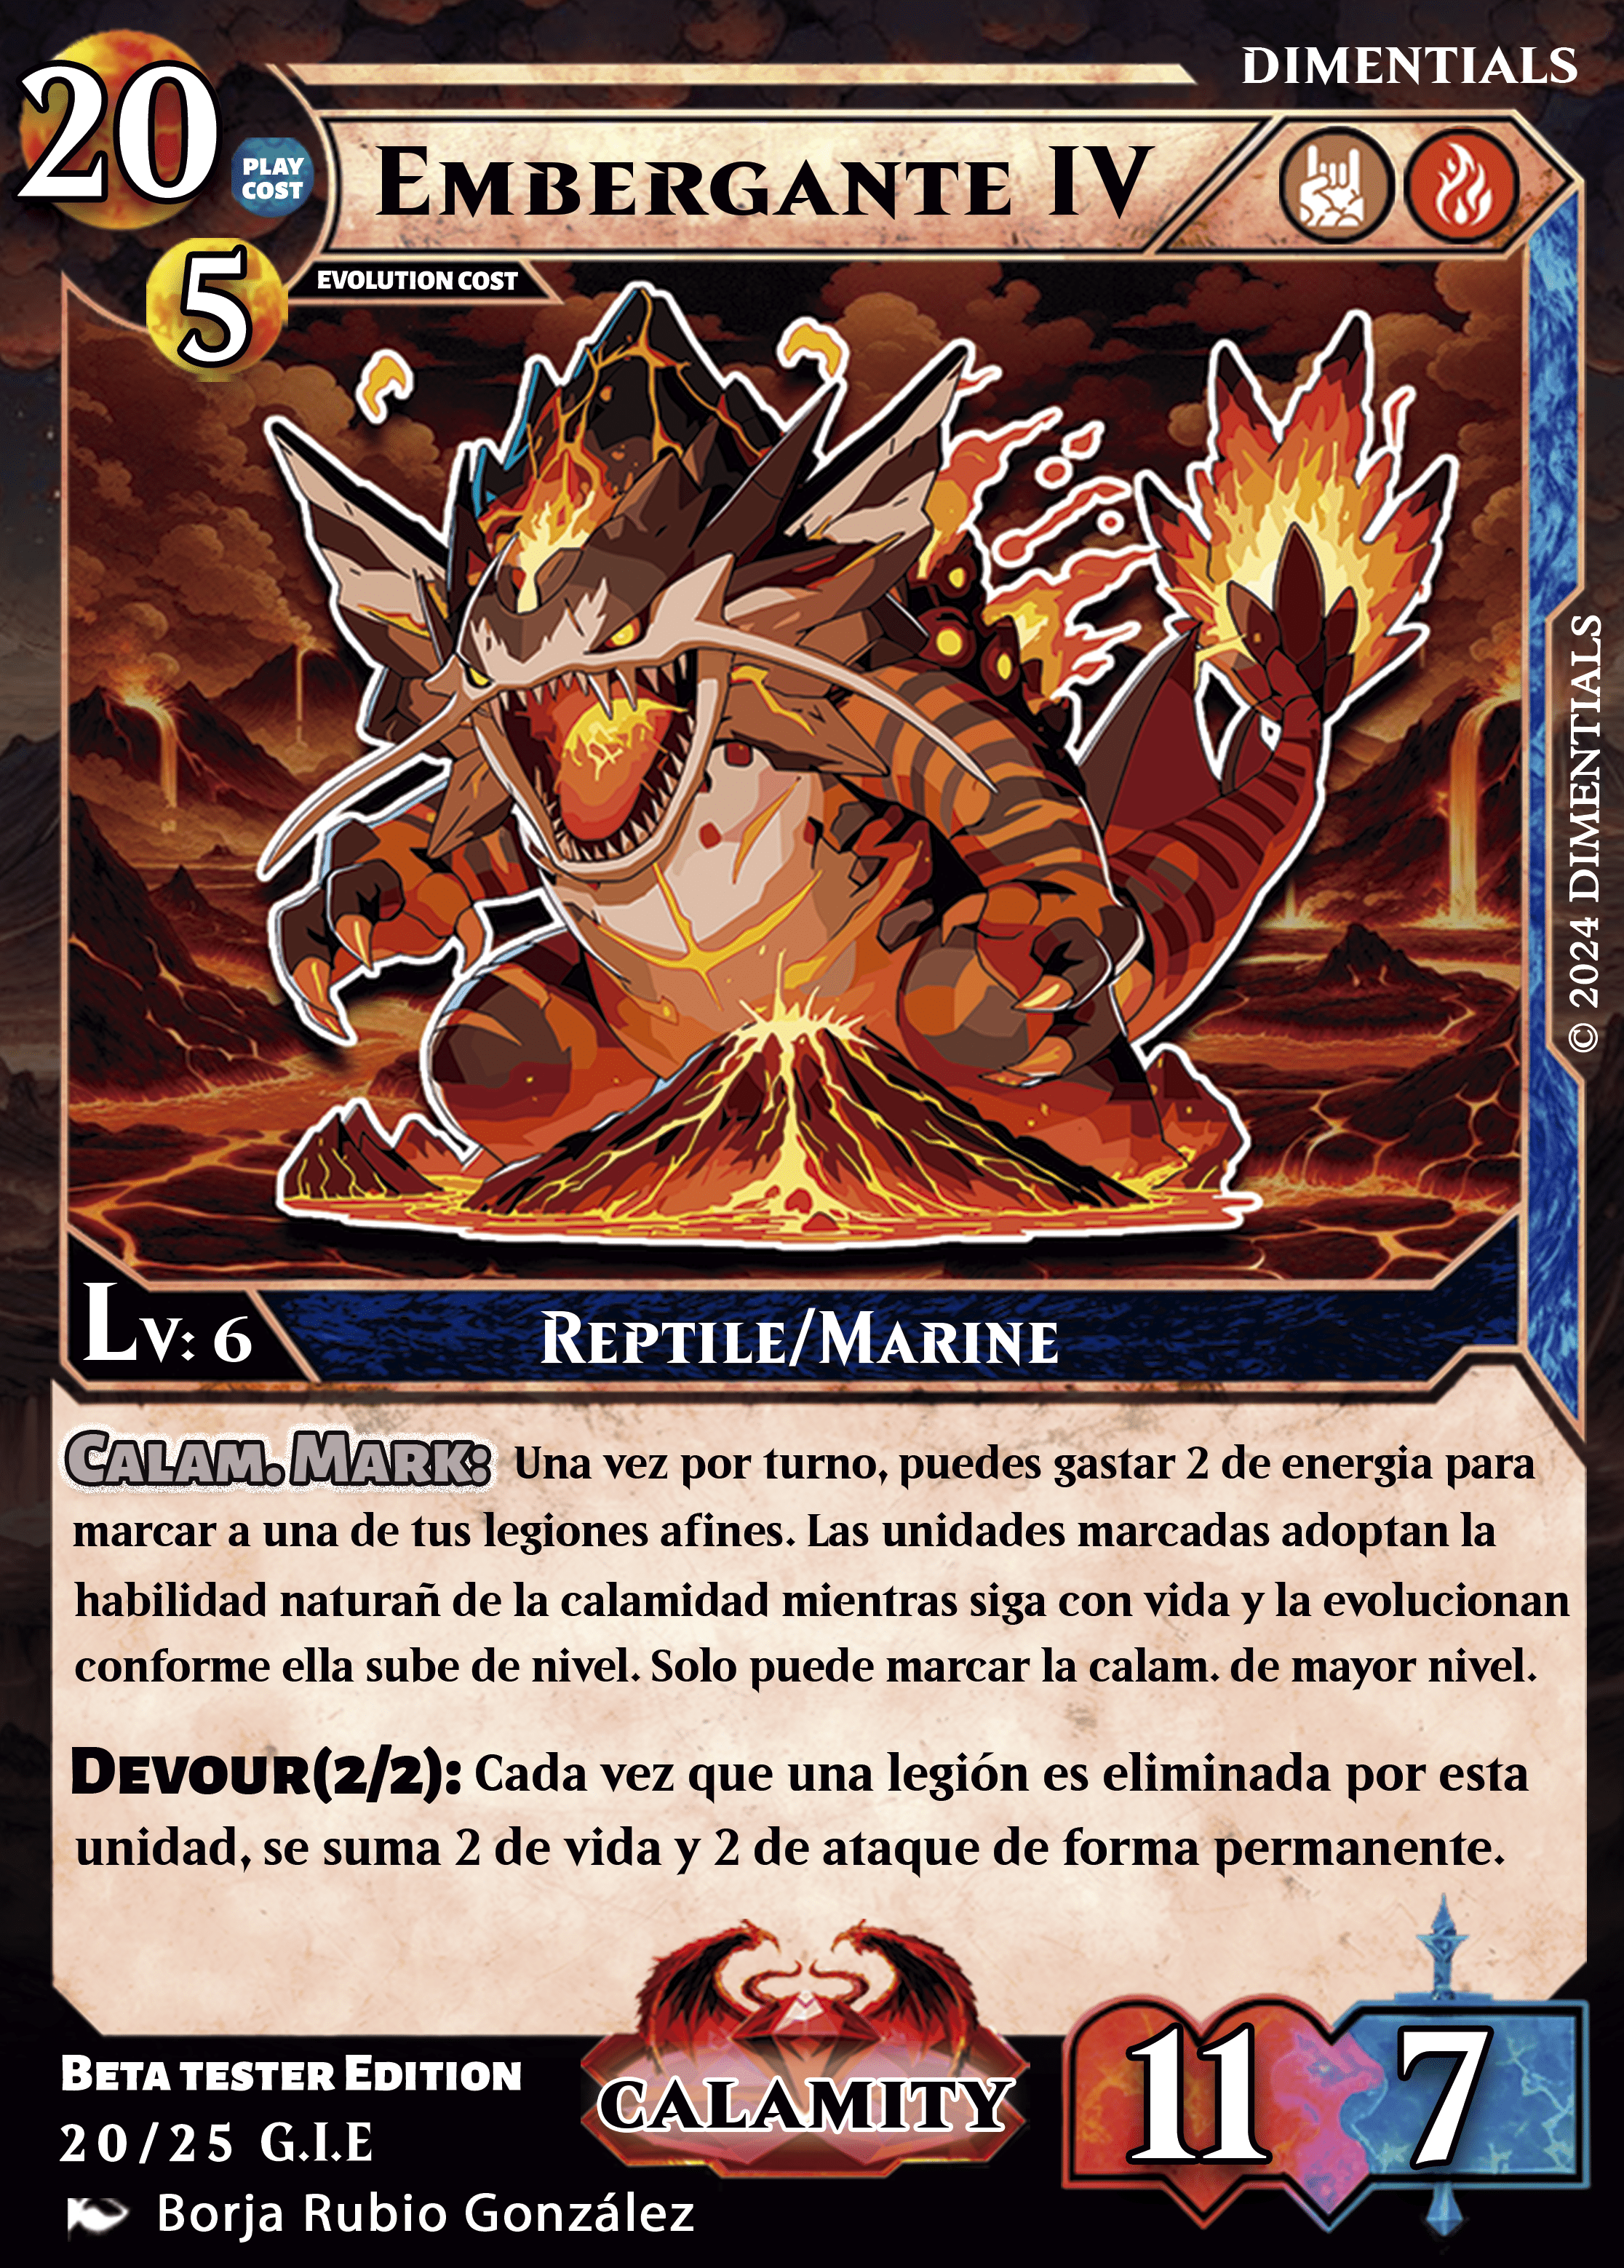 20
DIMENTIALS
PLAY
COST
EMBERGANTE IV
5
EVOLUTION COST
© 2024 DIMENTIALS
LV: 6
REPTILE/MARINE
CALAM. MARK: Una vez por turno, puedes gastar 2 de energia para
marcar a una de tus legiones afines. Las unidades marcadas adoptan la
habilidad naturañ de la calamidad mientras siga con vida y la evolucionan
conforme ella sube de nivel. Solo puede marcar la calam. de mayor nivel.
DEVOUR(2/2): Cada vez que una legión es eliminada por esta
unidad, se suma 2 de vida y 2 de ataque de forma permanente.
BETA TESTER EDITION
20/25 G.I.E
Borja Rubio González
CALAMITY
11
7